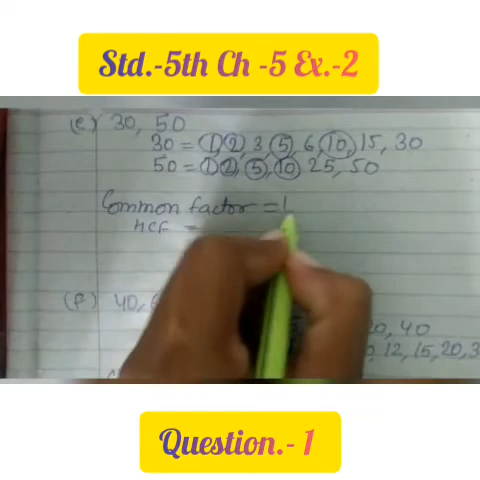 Std.-5th Ch -5 Ex.-2
(e) 30, 50
30 = 1, 2, 3, 5, 6, 10, 15, 30
50 = 1, 2, 5, 10, 25, 50
Common factor = 1
HCF =
(f) 40,
40
12, 15, 20, 3
Question.- 1